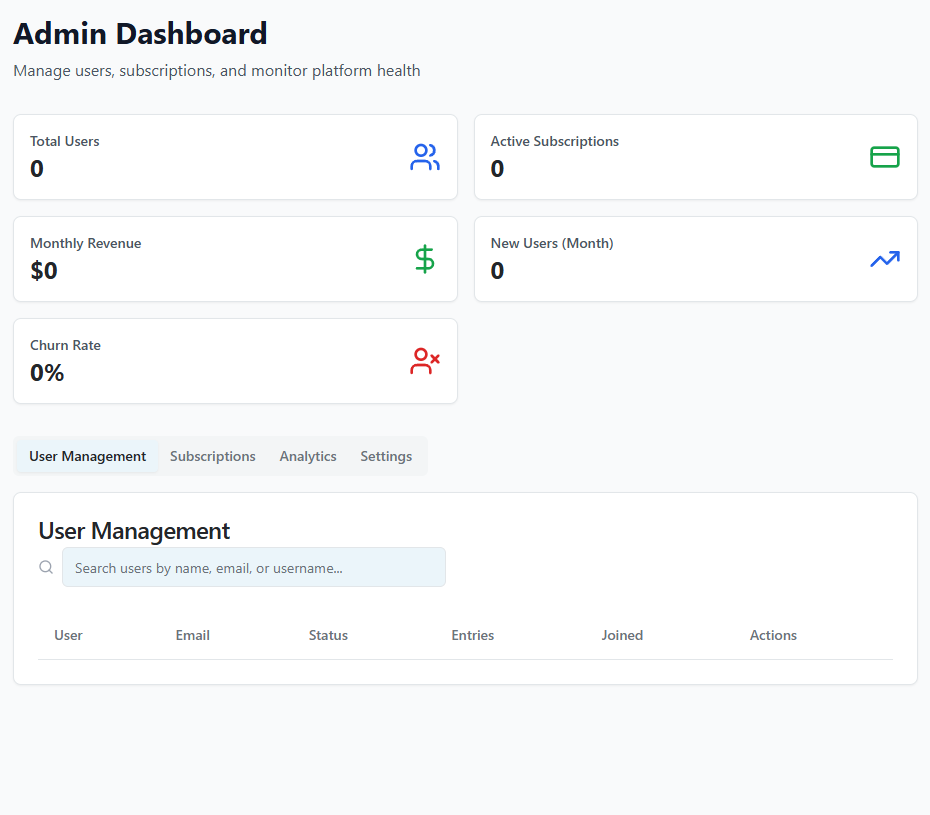 Admin Dashboard
Manage users, subscriptions, and monitor platform health
Total Users
0
Active Subscriptions
0
Monthly Revenue
$0
New Users (Month)
0
Churn Rate
0%
User Management Subscriptions Analytics Settings
User Management
Search users by name, email, or username...
User Email Status Entries Joined Actions